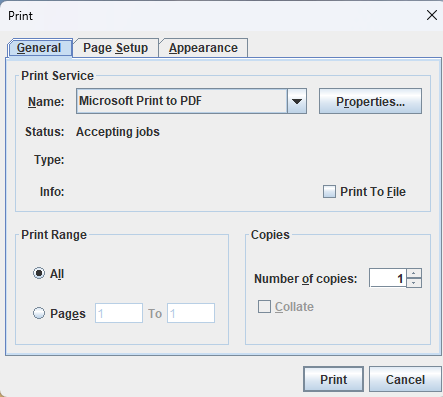 Print
General Page Setup Appearance
Print Service
Name: Microsoft Print to PDF Properties...
Status: Accepting jobs
Type:
Info: Print To File
Print Range Copies
All Number of copies: 1
Pages 1 To 1 Collate
Print Cancel